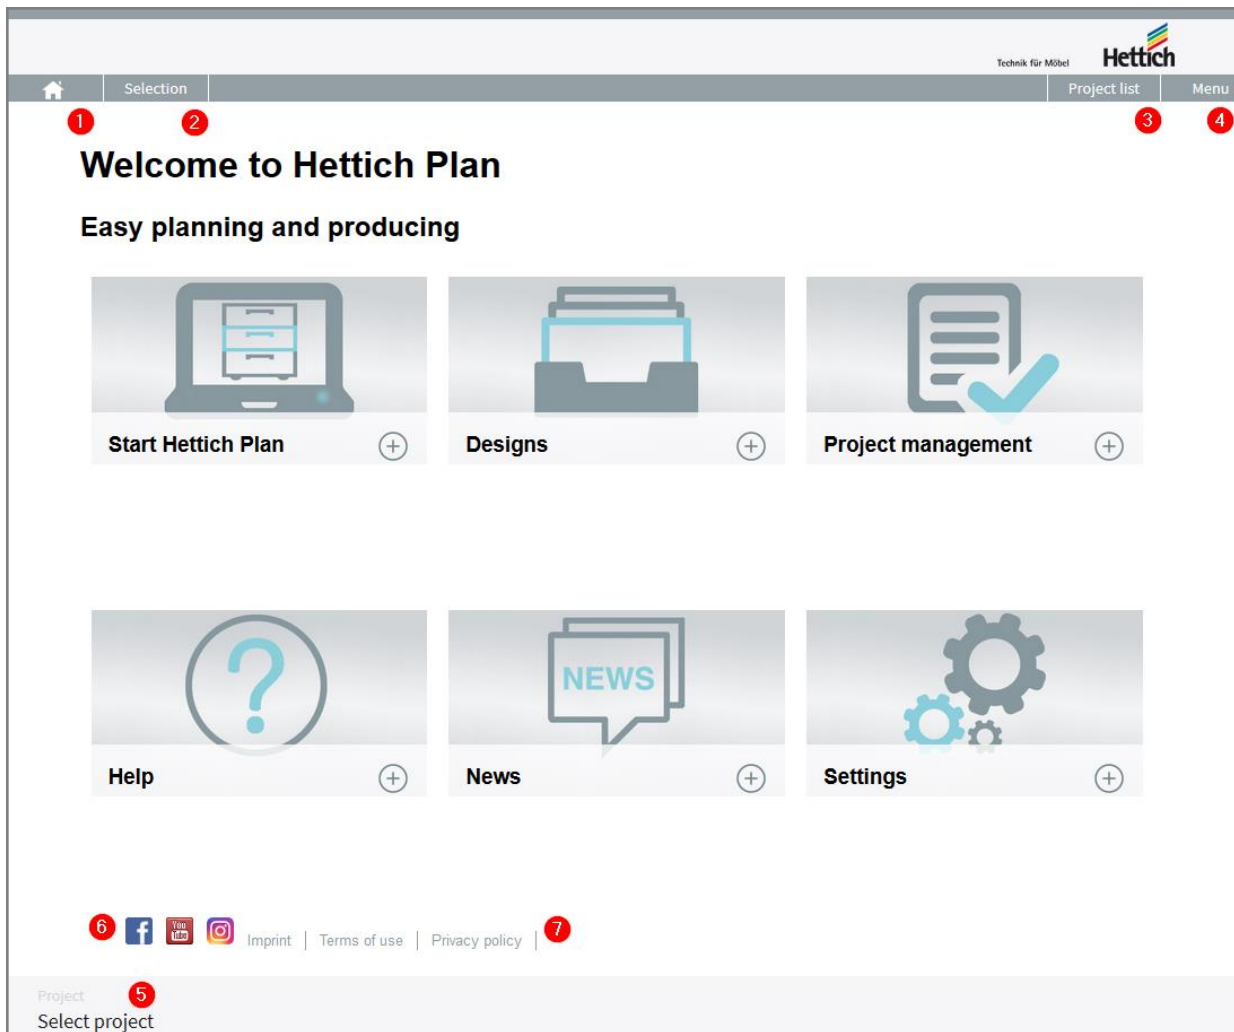 Technik für Möbel Hettich
Selection Project list Menu
1 2 3 4
Welcome to Hettich Plan
Easy planning and producing
Start Hettich Plan Designs Project management
NEWS
Help News Settings
6 f You Tube Imprint | Terms of use | Privacy policy | 7
Project 5
Select project